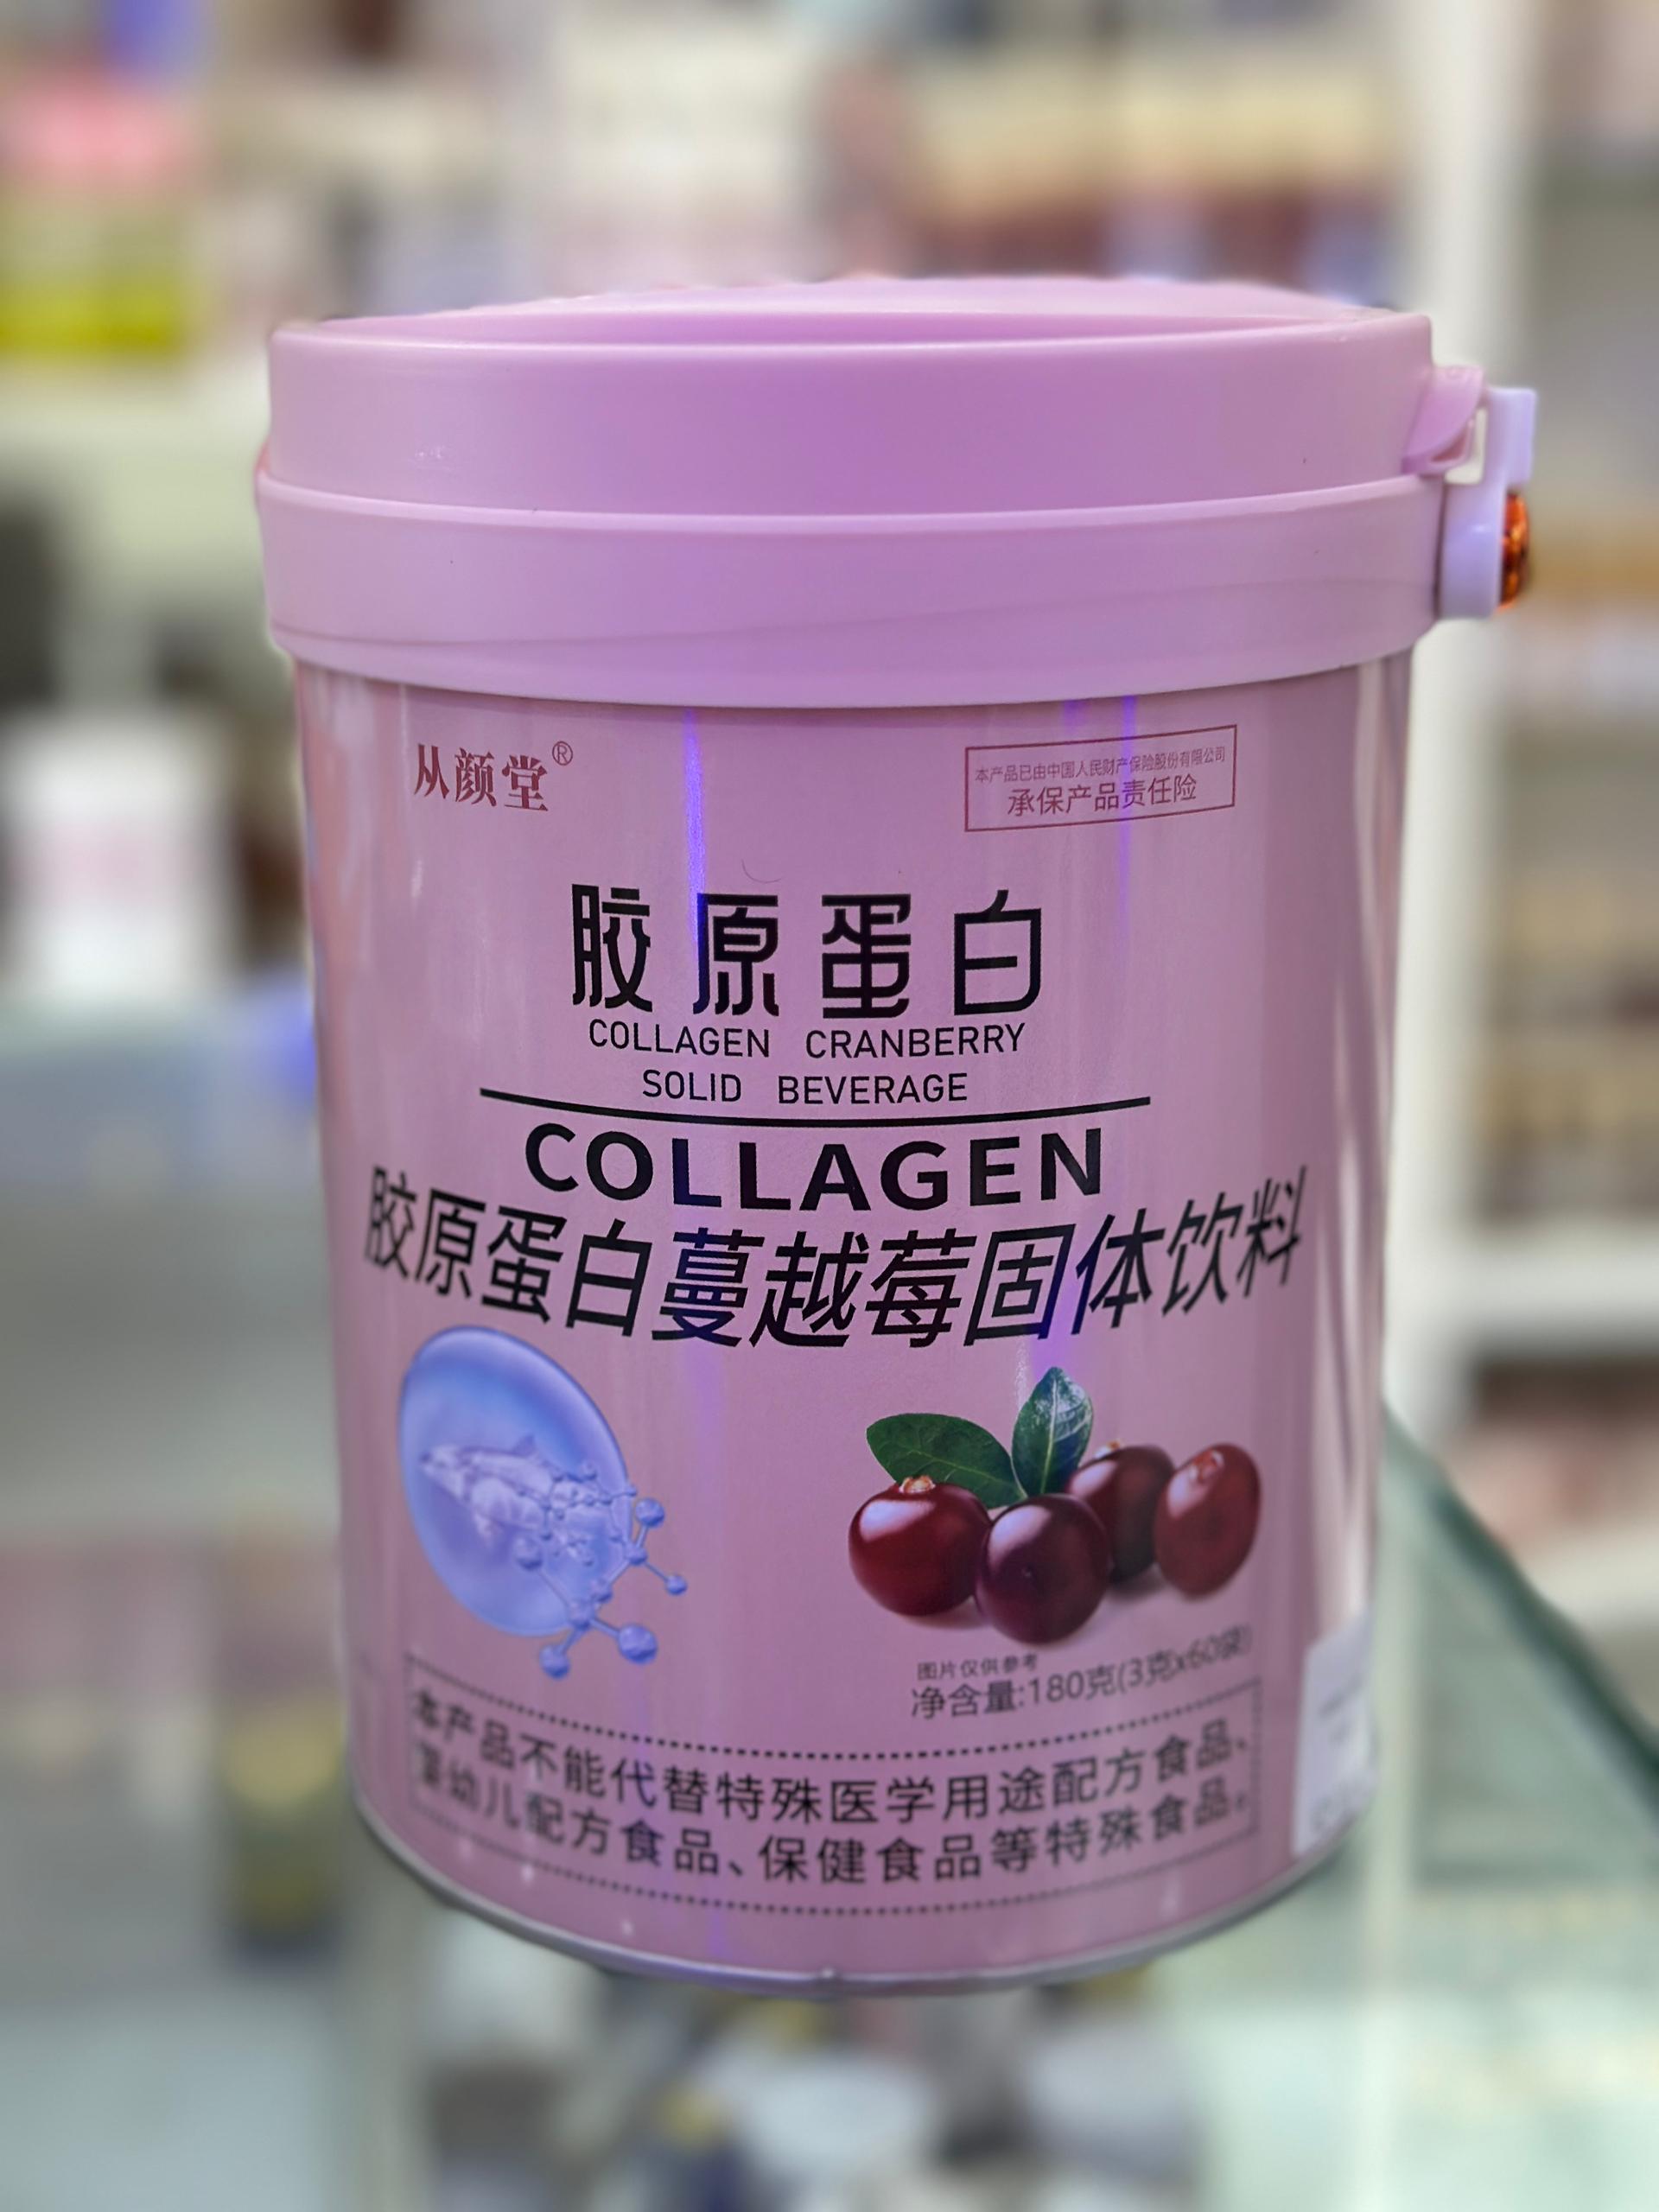 从颜堂®
本产品已由中国人民财产保险股份有限公司
承保产品责任险
胶原蛋白
COLLAGEN CRANBERRY
SOLID BEVERAGE
COLLAGEN
胶原蛋白蔓越莓固体饮料
图片仅供参考
净含量:180克(3克x60袋)
本产品不能代替特殊医学用途配方食品、
婴幼儿配方食品、保健食品等特殊食品。